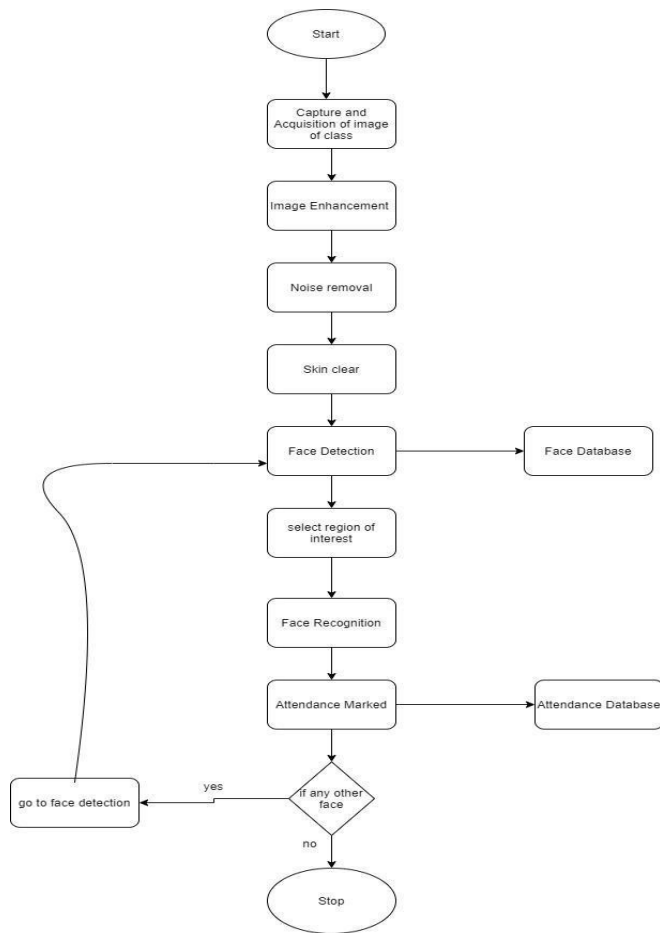 Start
Capture and
Acquisition of image
of class
Image Enhancement
Noise removal
Skin clear
Face Detection
Face Database
select region of
interest
Face Recognition
Attendance Marked
Attendance Database
if any other
face
yes
go to face detection
no
Stop